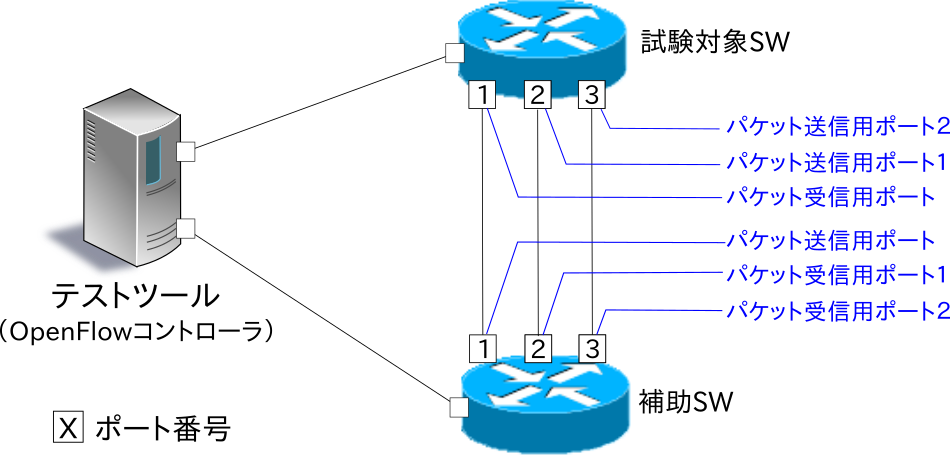 試験対象SW
1 2 3
パケット送信用ポート2
パケット送信用ポート1
パケット受信用ポート
パケット送信用ポート
パケット受信用ポート1
パケット受信用ポート2
テストツール
（OpenFlowコントローラ）
1 2 3
補助SW
X ポート番号